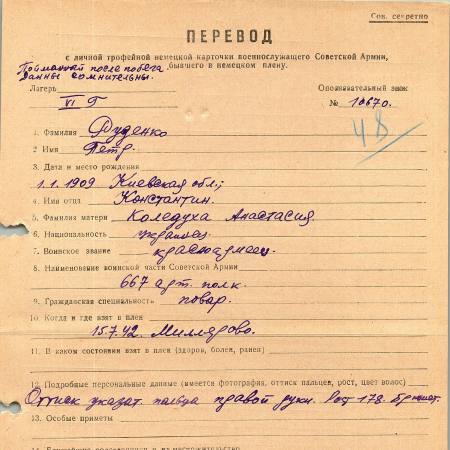 Сов. секретно
ПЕРЕВОД
с личной трофейной немецкой карточки военнослужащего Советской Армии,
бывшего в немецком плену.
Пойманный после побега
Данные сомнительны.
Лагерь
Опознавательный знак
VI Г
№ 10670.
48
1. Фамилия Дуденко
2 Имя Петр.
3. Дата и место рождения
1.1.1909 Киевская обл.;
4. Имя отца Константин.
5. Фамилия матери Коледуха Анастасия.
6. Национальность украинец.
7. Воинское звание красноармеец.
8. Наименование воинской части Советской Армии
667 арт. полк.
9. Гражданская специальность повар.
10. Когда и где взят в плен
15.7.42. Миллярово.
11. В каком состоянии взят в плен (здоров, болен, ранен)
12. Подробные персональные данные (имеется фотография, оттиск пальцев, рост, цвет волос)
Оттиск указат. пальца правой руки. Рост 178.
13. Особые приметы